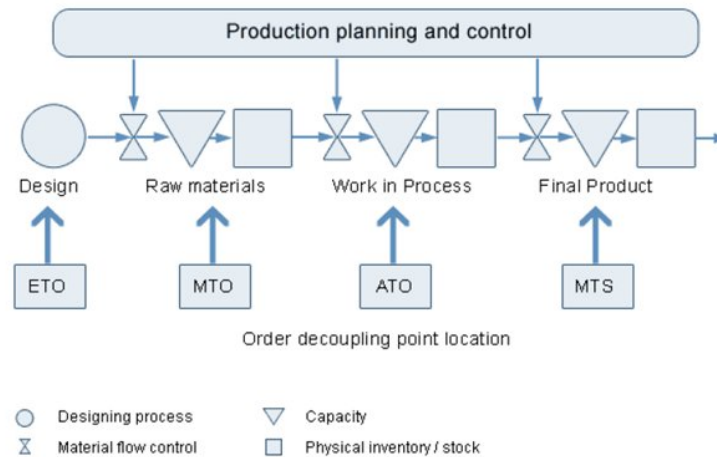 Production planning and control
Design
Raw materials
Work in Process
Final Product
ETO
MTO
ATO
MTS
Order decoupling point location
Designing process
Capacity
Material flow control
Physical inventory / stock